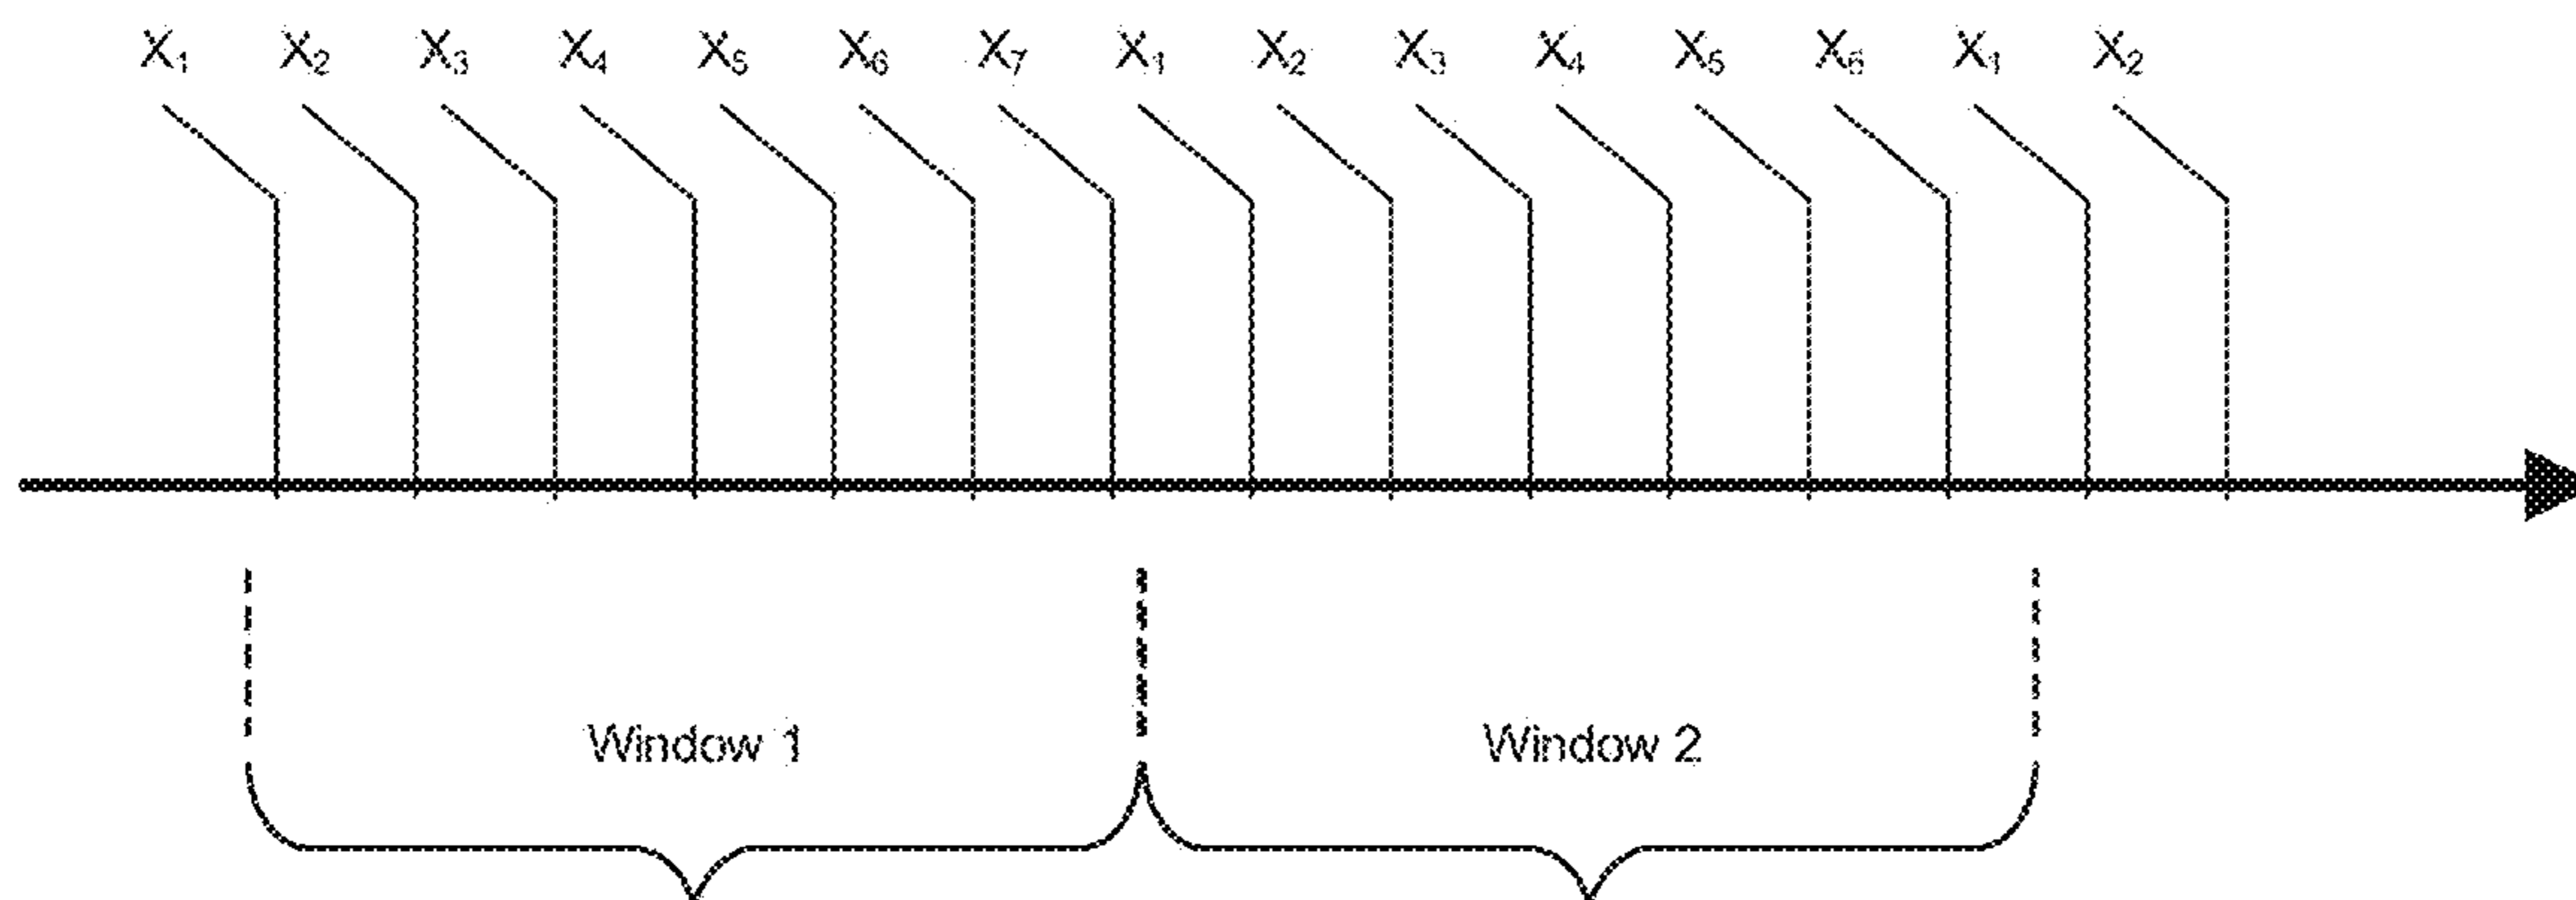 X₁ X₂ X₃ X₄ X₅ X₆ X₇ X₁ X₂ X₃ X₄ X₅ X₆ X₁ X₂
Window 1 Window 2